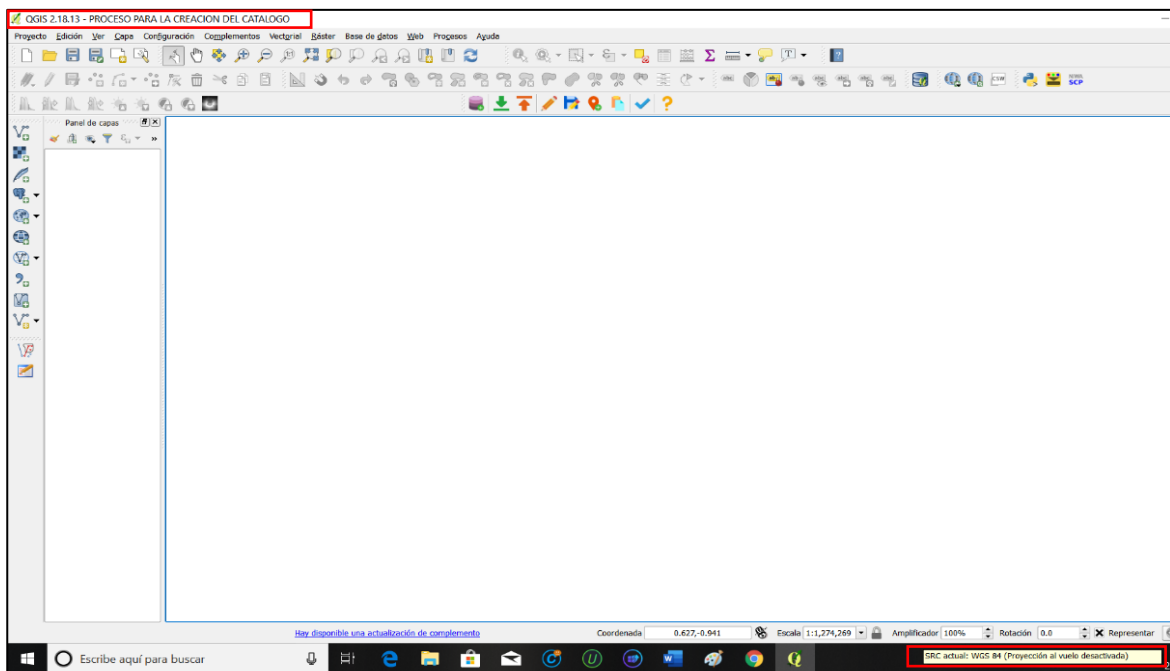 QGIS 2.18.13 - PROCESO PARA LA CREACION DEL CATALOGO
Proyecto Edición Ver Capa Configuración Complementos Vectorial Ráster Base de datos Web Procesos Ayuda
CSW
SCP
Panel de capas
Hay disponible una actualización de complemento Coordenada 0.627,-0.941 Escala 1:1,274,269 Amplificador 100% Rotación 0.0 Representar
Escribe aquí para buscar
SRC actual: WGS 84 (Proyección al vuelo desactivada)